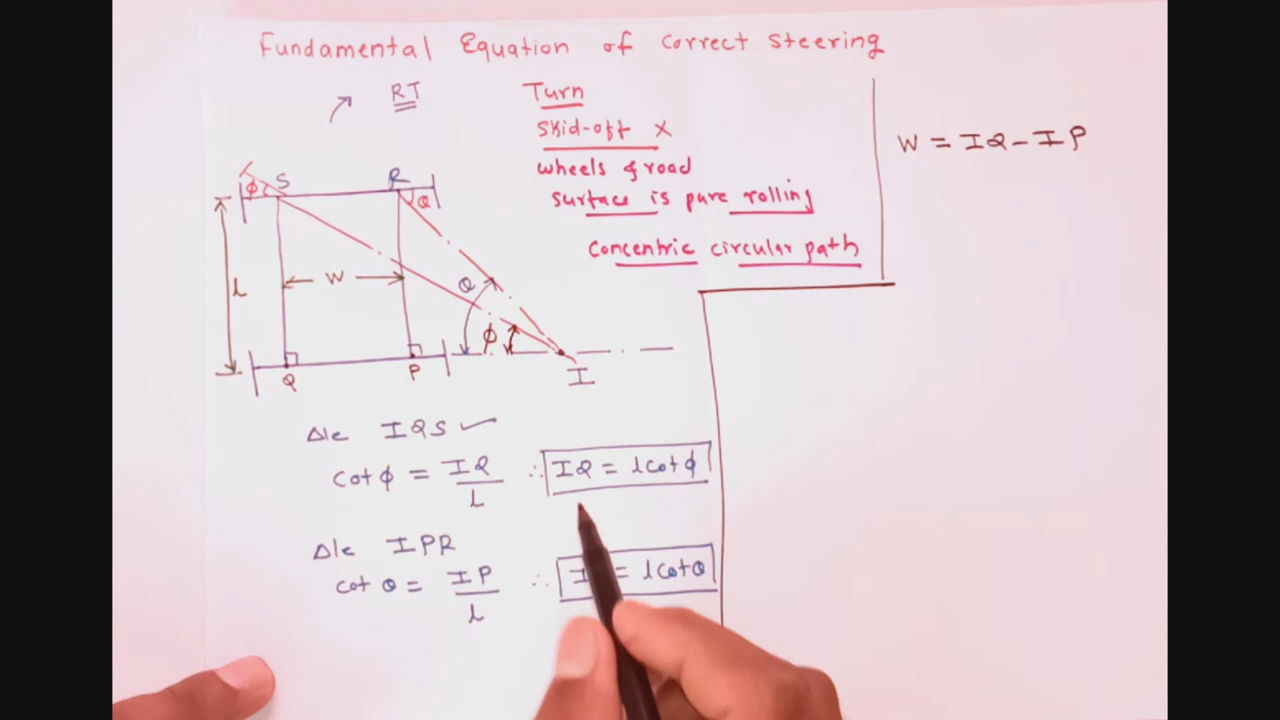 Fundamental Equation of correct steering
RT
Turn
skid-off X
wheels & road
surface is pure rolling
Concentric circular path
W = IQ - IP
ϕ S R θ
l
W
θ
ϕ
Q P I
Δle IQS ✓
cot ϕ = IQ / l ∴ IQ = l cot ϕ
Δle IPR
cot θ = IP / l ∴ I = l cot θ